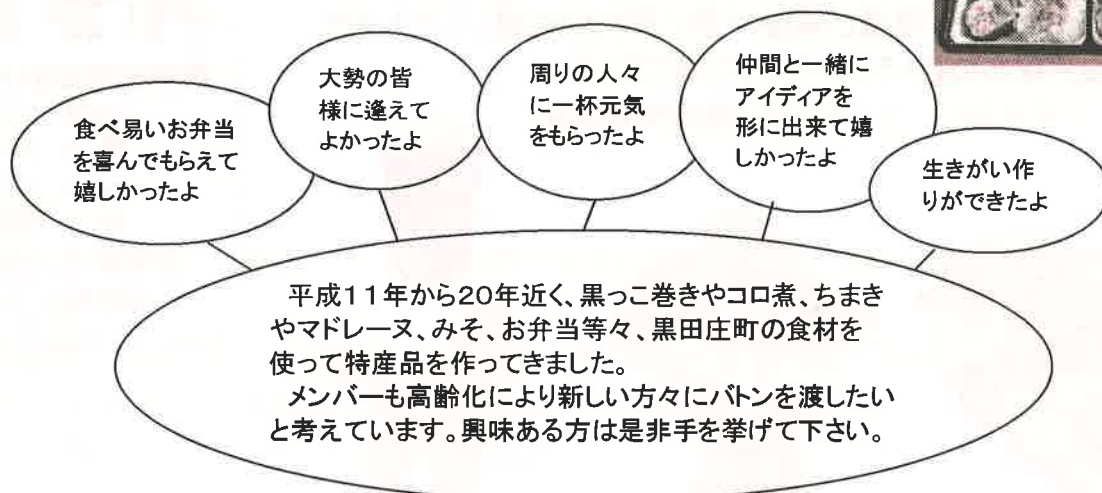 食べ易いお弁当
を喜んでもらえて
嬉しかったよ
大勢の皆
様に逢えて
よかったよ
周りの人々
に一杯元気
をもらったよ
仲間と一緒に
アイディアを
形に出来て嬉
しかったよ
生きがい作
りができたよ
平成11年から20年近く、黒っこ巻きやコロ煮、ちまき
やマドレーヌ、みそ、お弁当等々、黒田庄町の食材を
使って特産品を作ってきました。
メンバーも高齢化により新しい方々にバトンを渡したい
と考えています。興味ある方は是非手を挙げて下さい。